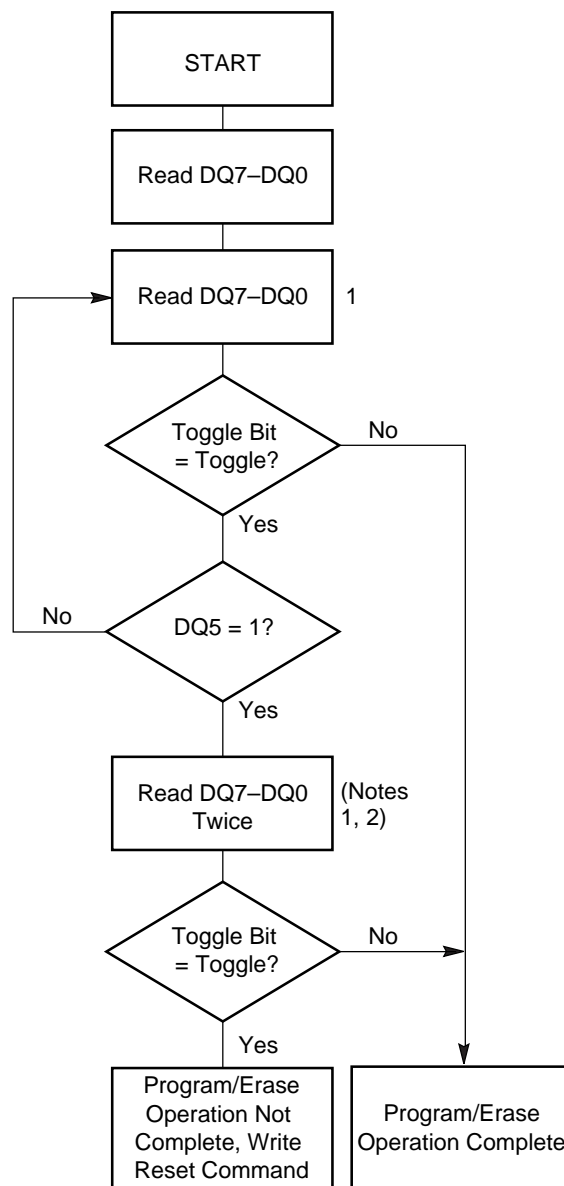 START
Read DQ7–DQ0
Read DQ7–DQ0
1
Toggle Bit
= Toggle?
No
Yes
No
DQ5 = 1?
Yes
Read DQ7–DQ0
Twice
(Notes
1, 2)
Toggle Bit
= Toggle?
No
Yes
Program/Erase
Operation Not
Complete, Write
Reset Command
Program/Erase
Operation Complete